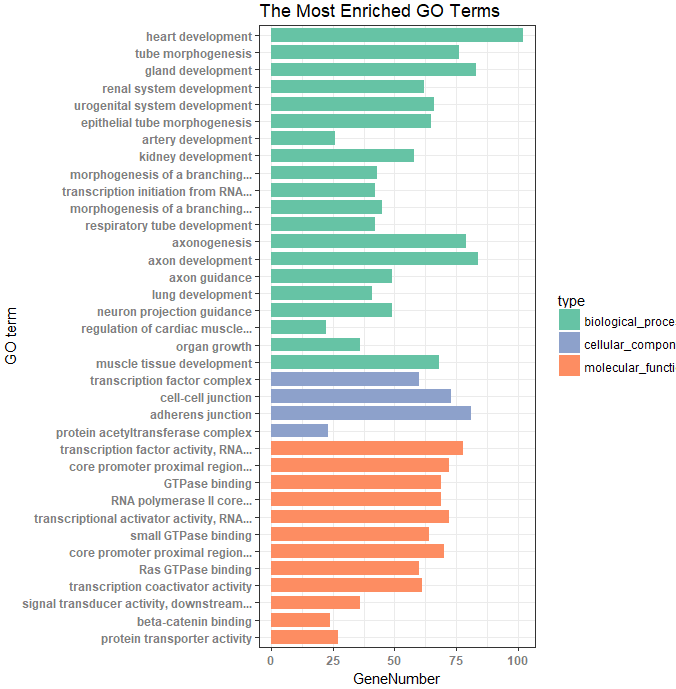 The Most Enriched GO Terms
heart development
tube morphogenesis
gland development
renal system development
urogenital system development
epithelial tube morphogenesis
artery development
kidney development
morphogenesis of a branching...
transcription initiation from RNA...
morphogenesis of a branching...
respiratory tube development
axonogenesis
axon development
axon guidance
lung development
neuron projection guidance
regulation of cardiac muscle...
organ growth
muscle tissue development
transcription factor complex
cell-cell junction
adherens junction
protein acetyltransferase complex
transcription factor activity, RNA...
core promoter proximal region...
GTPase binding
RNA polymerase II core...
transcriptional activator activity, RNA...
small GTPase binding
core promoter proximal region...
Ras GTPase binding
transcription coactivator activity
signal transducer activity, downstream...
beta-catenin binding
protein transporter activity
GO term
0 25 50 75 100
GeneNumber
type
biological_proce
cellular_compon
molecular_functi